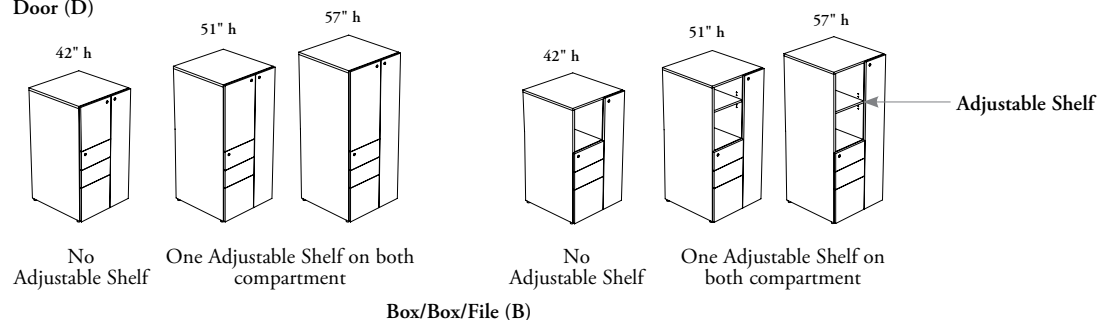 Door (D)
42" h
51" h
57" h
42" h
51" h
57" h
Adjustable Shelf
No
Adjustable Shelf
One Adjustable Shelf on both
compartment
No
Adjustable Shelf
One Adjustable Shelf on
both compartment
Box/Box/File (B)